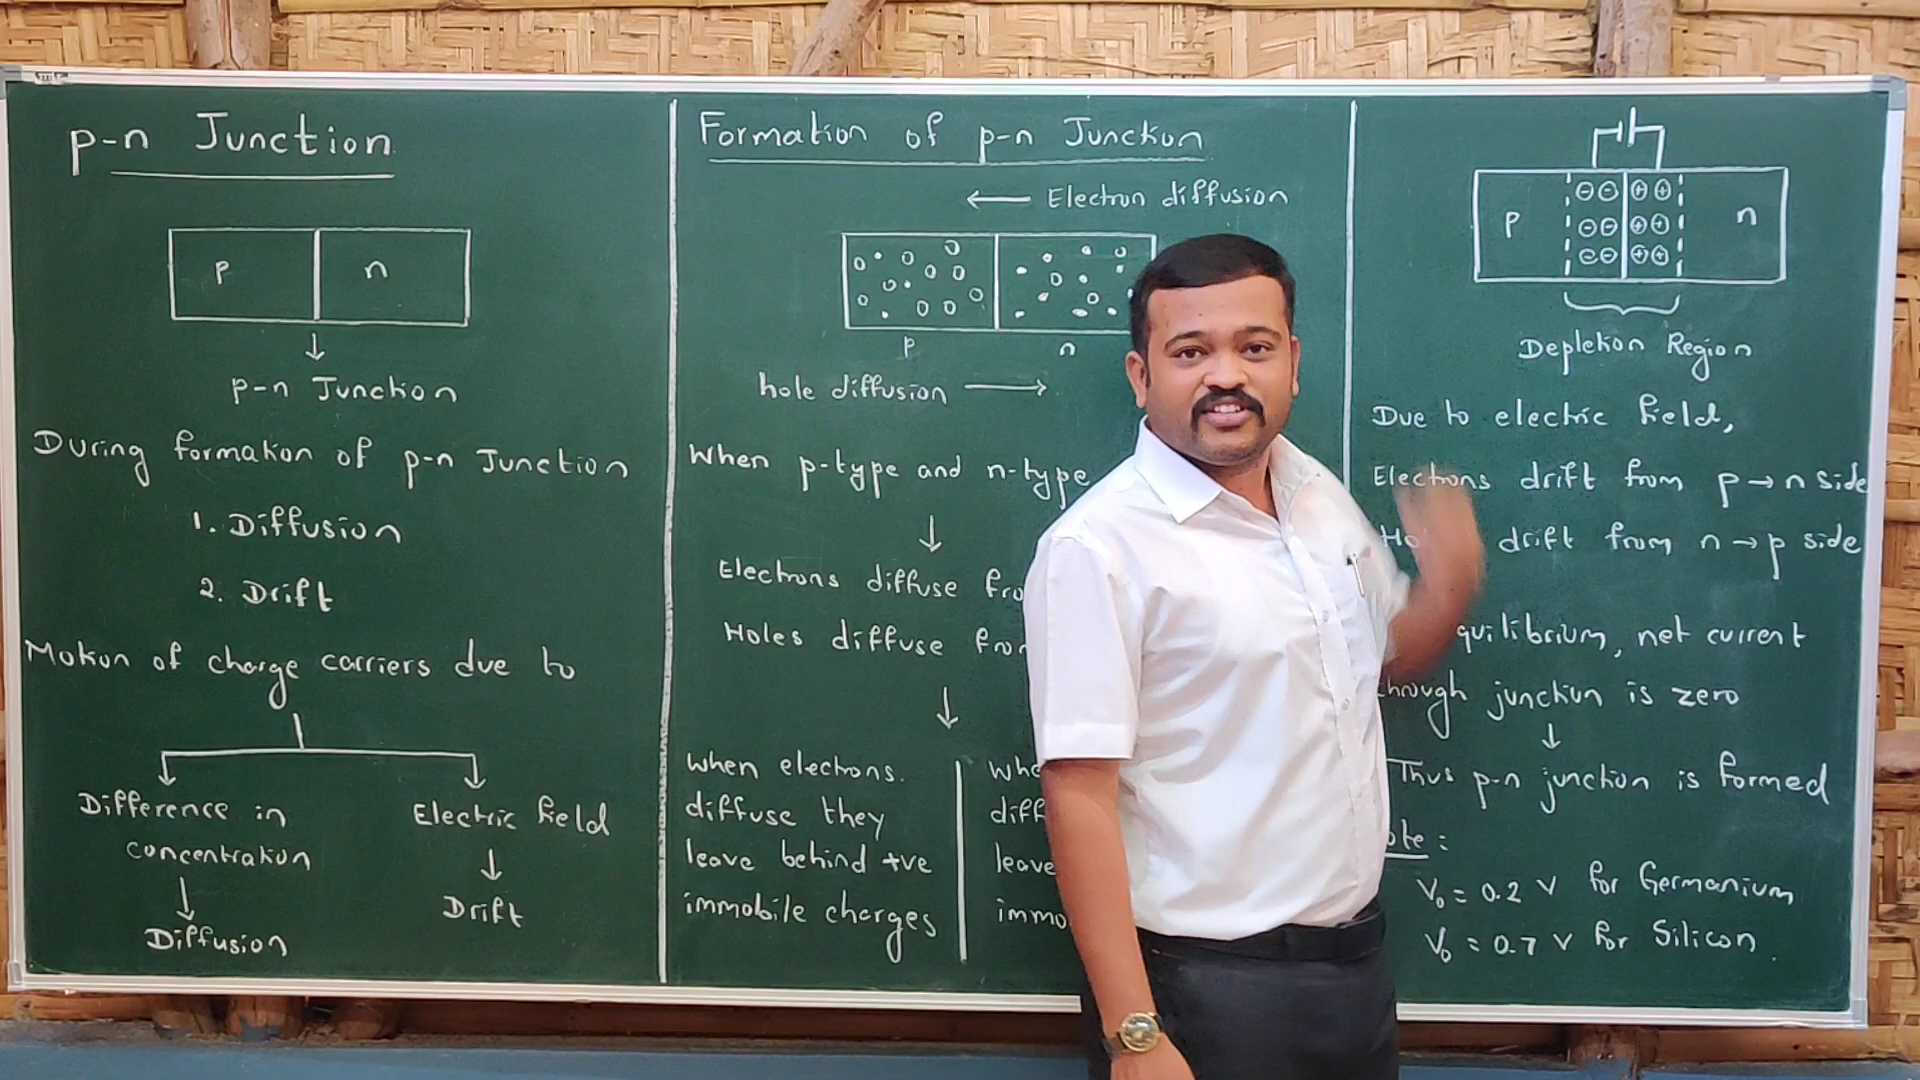 p-n Junction
p n
p-n Junction
During formation of p-n Junction
1. Diffusion
2. Drift
Motion of charge carriers due to
Difference in
concentration
Diffusion
Electric field
Drift
Formation of p-n Junction
Electron diffusion
p n
hole diffusion
When p-type and n-type
Electrons diffuse
Holes diffuse
When electrons.
diffuse they
leave behind +ve
immobile charges
leave
p n
Depletion Region
Due to electric field,
Electrons drift from p → n side
drift from n → p side
net current
through junction is zero
Thus p-n junction is formed
:
V₀ = 0.2 V for Germanium
V₀ = 0.7 V for Silicon.